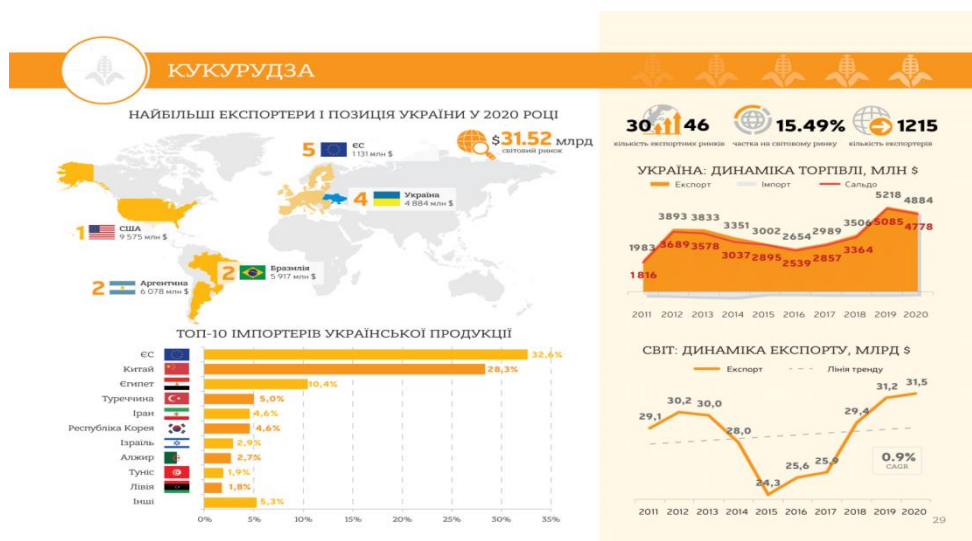 КУКУРУДЗА
НАЙБІЛЬШІ ЕКСПОРТЕРИ І ПОЗИЦІЯ УКРАЇНИ У 2020 РОЦІ
$31.52 млрд
світовий ринок
5 ЄС
1 131 млн $
4 Україна
4 884 млн $
1 США
9 575 млн $
2 Бразилія
5 917 млн $
2 Аргентина
6 078 млн $
ТОП-10 ІМПОРТЕРІВ УКРАЇНСЬКОЇ ПРОДУКЦІЇ
ЄС 32,6%
Китай 28,3%
Єгипет 10,4%
Туреччина 5,0%
Іран 4,6%
Республіка Корея 4,6%
Ізраїль 2,9%
Алжир 2,7%
Туніс 1,9%
Лівія 1,8%
Інші 5,3%
0% 5% 10% 15% 20% 25% 30% 35%
30 46
кількість експортних ринків
15.49%
частка на світовому ринку
1215
кількість експортерів
УКРАЇНА: ДИНАМІКА ТОРГІВЛІ, МЛН $
Експорт Імпорт Сальдо
1983 3893 3833 3351 3002 2654 2989 3506 5218 4884
1 816 3689 3578 3037 2895 2539 2857 3364 5085 4778
2011 2012 2013 2014 2015 2016 2017 2018 2019 2020
СВІТ: ДИНАМІКА ЕКСПОРТУ, МЛРД $
Експорт Лінія тренду
29,1 30,2 30,0 28,0 24,3 25,6 25,9 29,4 31,2 31,5
0.9%
CAGR
2011 2012 2013 2014 2015 2016 2017 2018 2019 2020
29